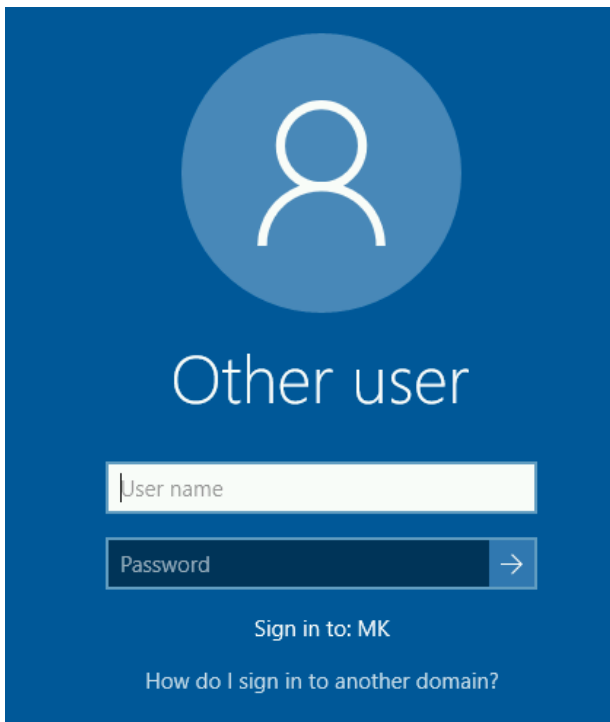 Other user
User name
Password
Sign in to: MK
How do I sign in to another domain?